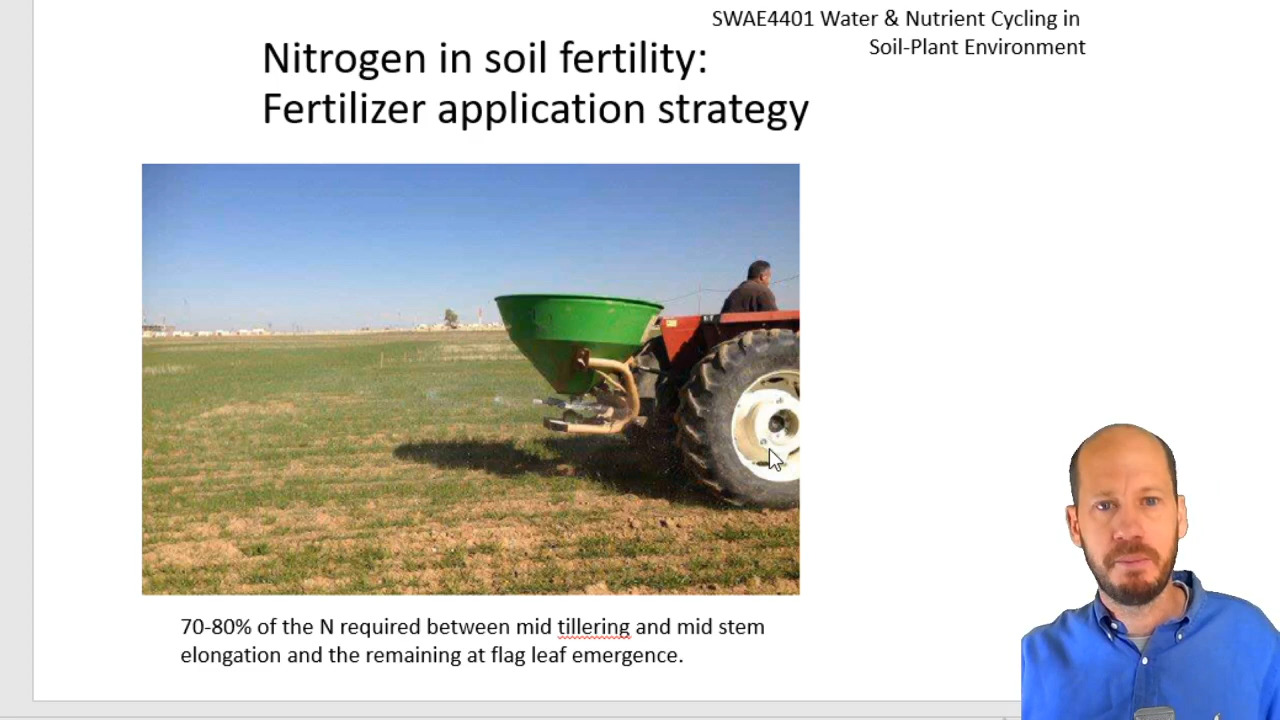 SWAE4401 Water & Nutrient Cycling in
Soil-Plant Environment
Nitrogen in soil fertility:
Fertilizer application strategy
70-80% of the N required between mid tillering and mid stem
elongation and the remaining at flag leaf emergence.